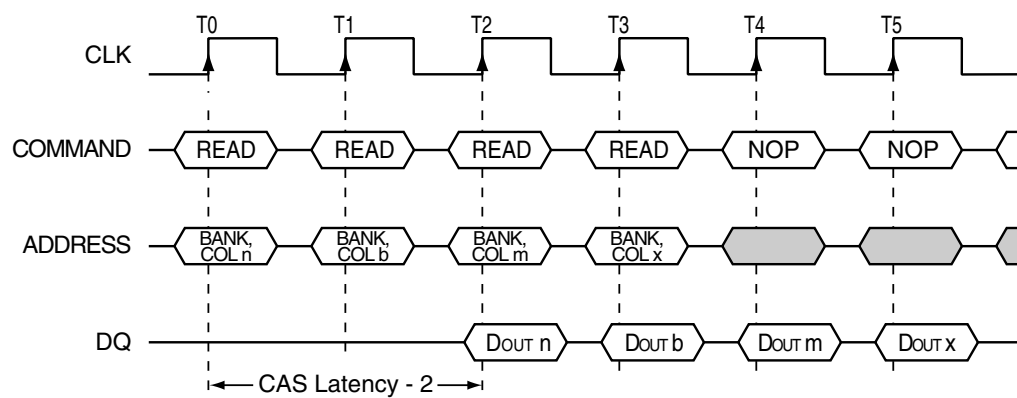 T0 T1 T2 T3 T4 T5
CLK
COMMAND READ READ READ READ NOP NOP
ADDRESS
BANK, COL n
BANK, COL b
BANK, COL m
BANK, COL x
DQ DOUT n DOUT b DOUT m DOUT x
CAS Latency - 2